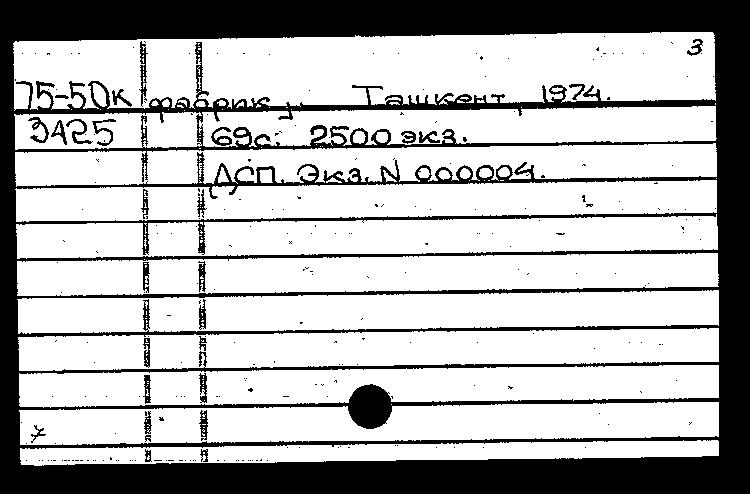 3
75-50к фабрик]. Ташкент, 1974.
3425 69с. 2500 экз.
ДСП. Экз. N 000004.